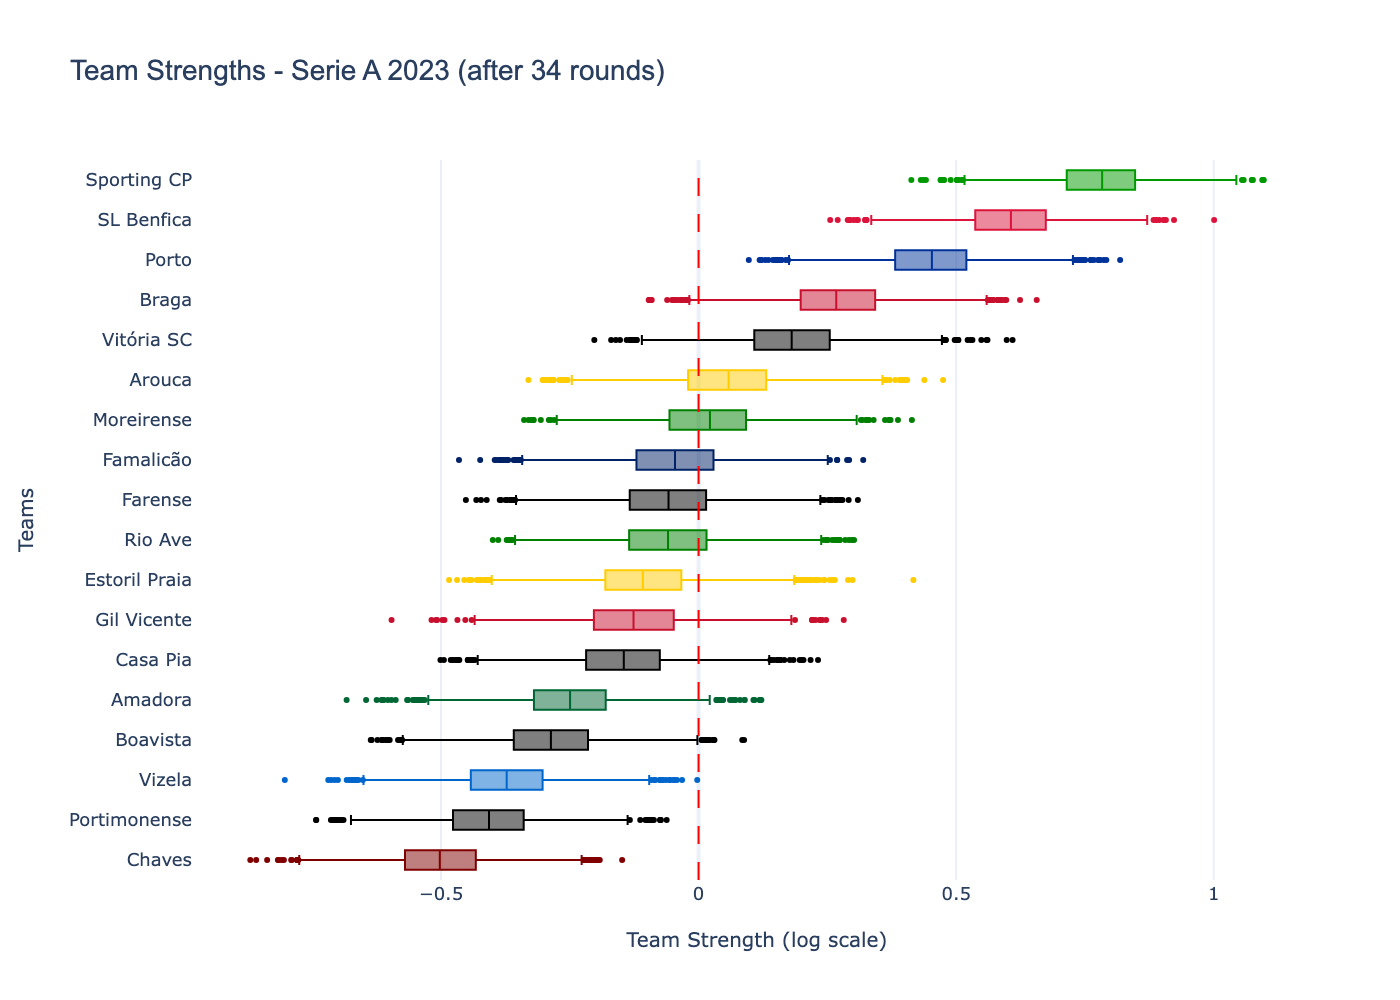 Team Strengths - Serie A 2023 (after 34 rounds)
Sporting CP
SL Benfica
Porto
Braga
Vitória SC
Arouca
Moreirense
Famalicão
Farense
Rio Ave
Estoril Praia
Gil Vicente
Casa Pia
Amadora
Boavista
Vizela
Portimonense
Chaves
Teams
−0.5
0
0.5
1
Team Strength (log scale)